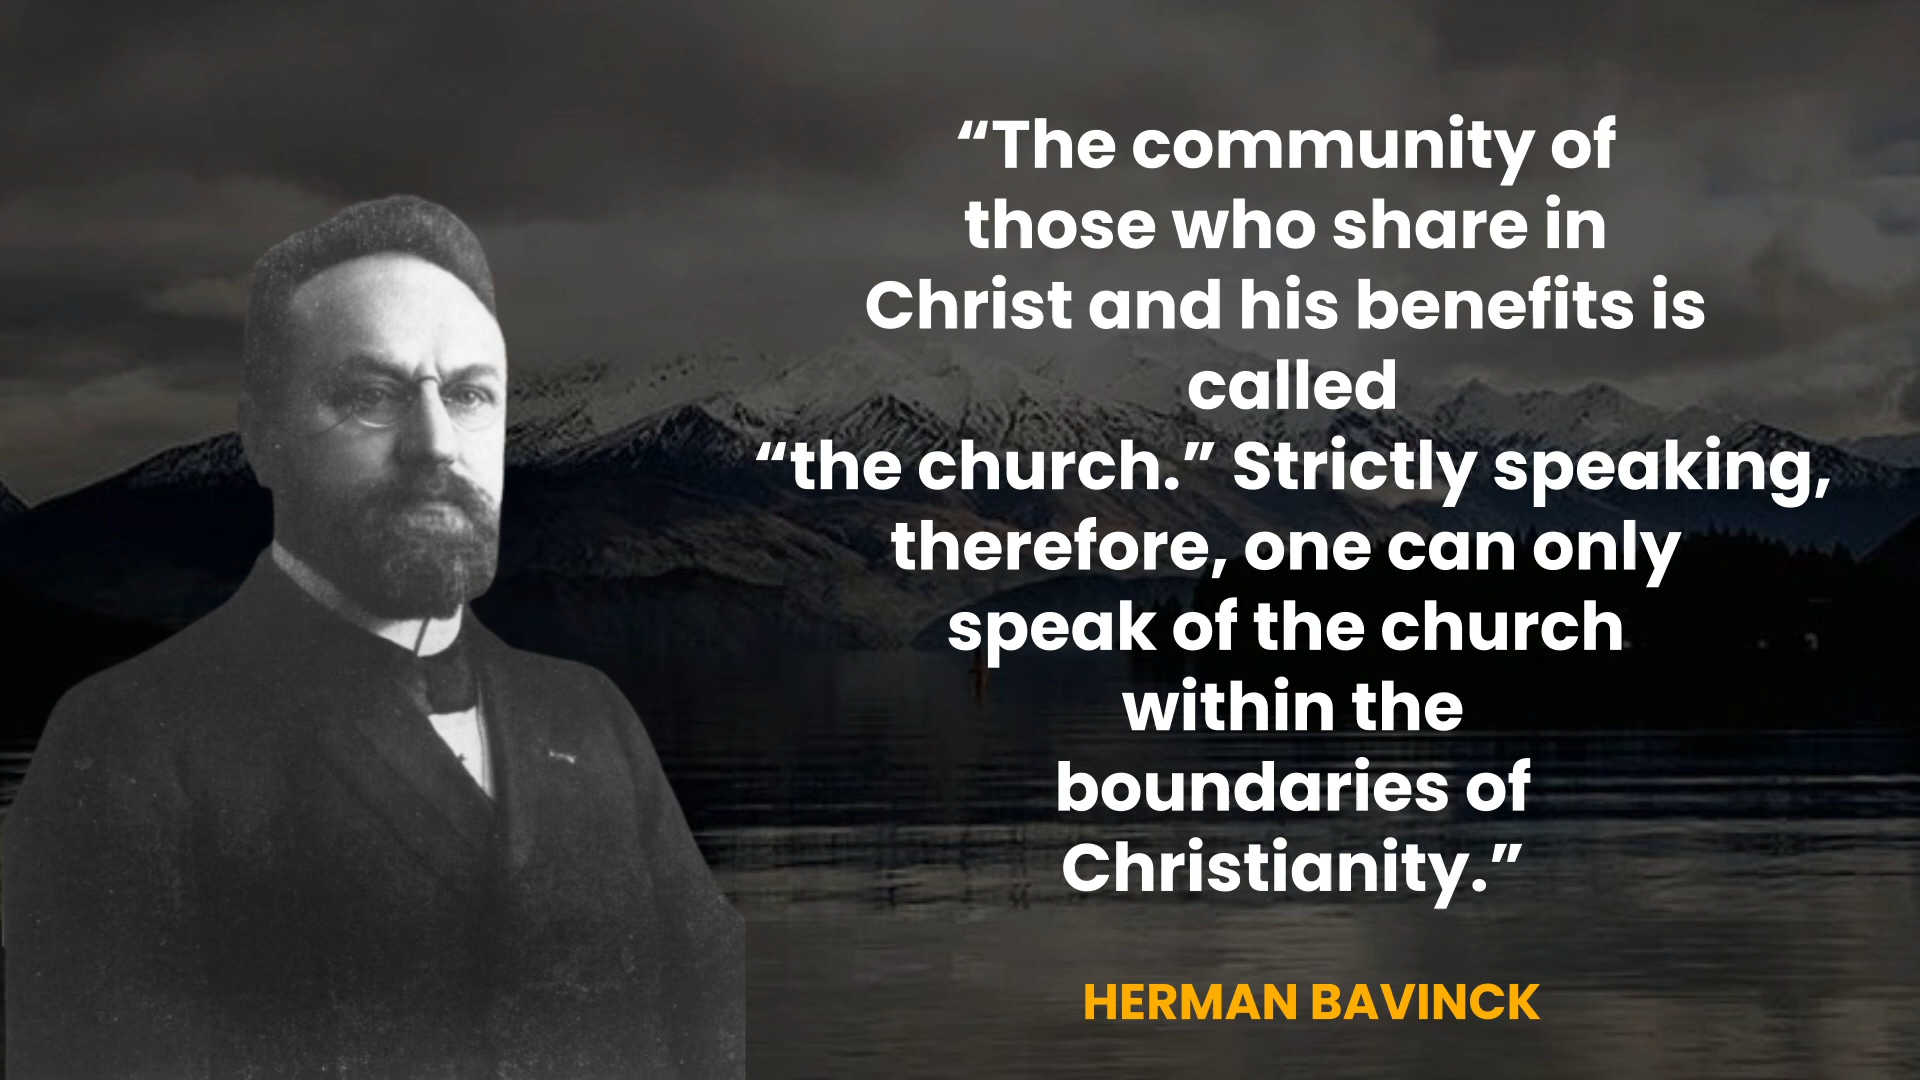 “The community of
those who share in
Christ and his benefits is
called
“the church.” Strictly speaking,
therefore, one can only
speak of the church
within the
boundaries of
Christianity.”
HERMAN BAVINCK